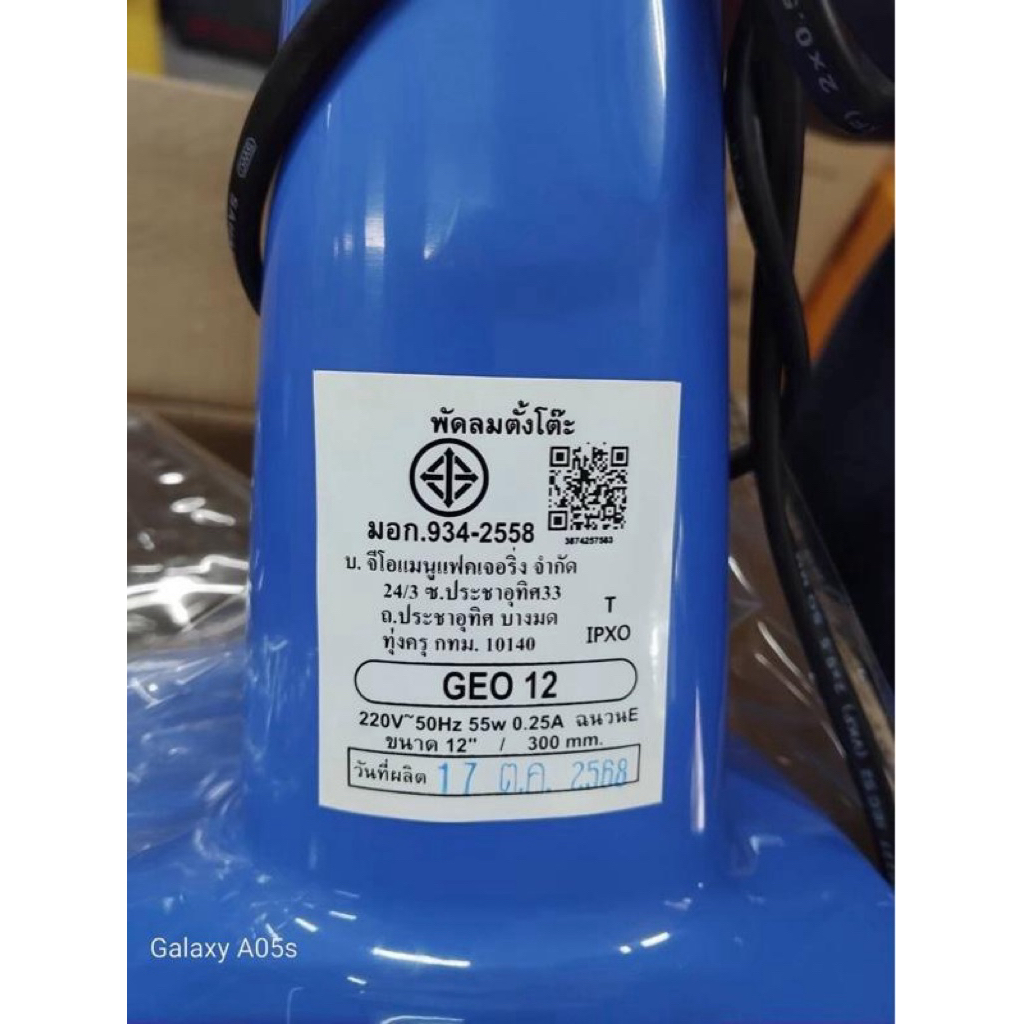 2X0.5
พัดลมตั้งโต๊ะ
มอก.934-2558
3674257583
บ. จีโอแมนูแฟคเจอริ่ง จำกัด
24/3 ซ.ประชาอุทิศ33
ถ.ประชาอุทิศ บางมด
ทุ่งครุ กทม. 10140
T
IPXO
GEO 12
220V~50Hz 55w 0.25A ฉนวนE
ขนาด 12" / 300 mm.
วันที่ผลิต 17 ต.ค. 2568
Galaxy A05s